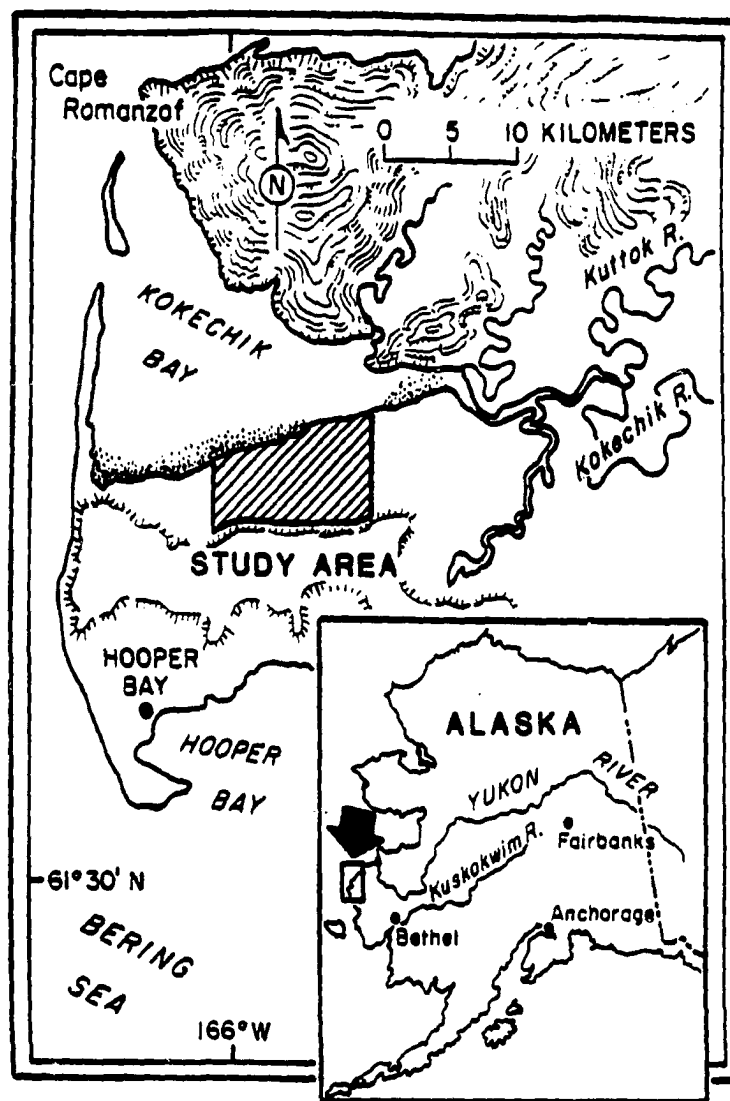 Cape
Romanzof
0 5 10 KILOMETERS
N
Kuttok R.
KOKECHIK
BAY
Kokechik R.
STUDY AREA
HOOPER
BAY
HOOPER
BAY
ALASKA
YUKON RIVER
Fairbanks
Kuskokwim R.
Anchorage
Bethel
61°30' N
BERING
SEA
166°W